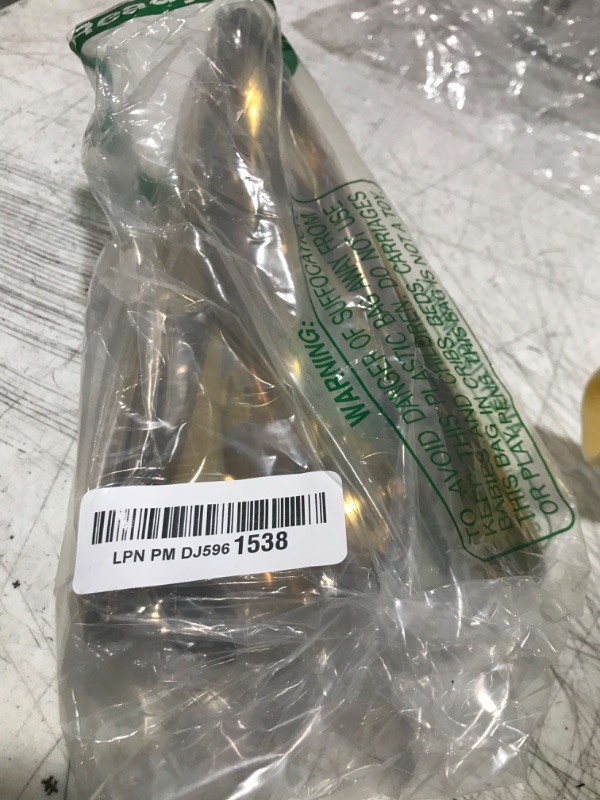 WARNING:
TO AVOID DANGER OF SUFFOCATION
KEEP THIS PLASTIC BAG AWAY FROM
BABIES AND CHILDREN. DO NOT USE
THIS BAG IN CRIBS, BEDS, CARRIAGES
OR PLAYPENS. THIS BAG IS NOT A TOY.
LPN PM DJ596 1538